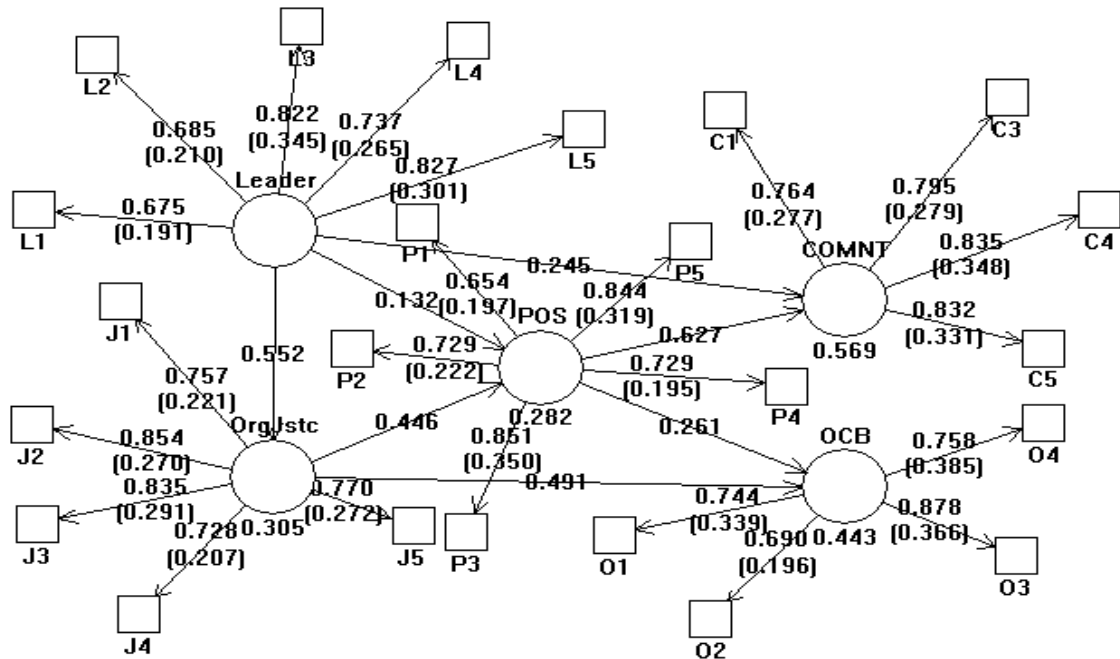 L3
L2
L4
0.822
(0.345)
0.737
(0.265)
0.685
(0.210)
C3
C1
L5
0.827
(0.301)
Leader
0.795
(0.279)
0.764
(0.277)
0.675
(0.191)
L1
P1
C4
0.835
(0.348)
COMNT
0.245
P5
0.654
(0.197)
0.844
(0.319)
0.132
POS
0.832
(0.331)
J1
0.627
0.569
0.552
0.729
(0.222)
P2
0.729
(0.195)
C5
0.757
(0.221)
P4
0.282
0.446
0.261
OrgJstc
0.851
(0.350)
OCB
0.854
(0.270)
J2
0.758
(0.385)
O4
0.835
(0.291)
0.491
0.770
(0.272)
0.744
(0.339)
0.878
(0.366)
J3
0.728
(0.207)
0.305
0.690
(0.196)
0.443
J5
P3
O1
O3
J4
O2